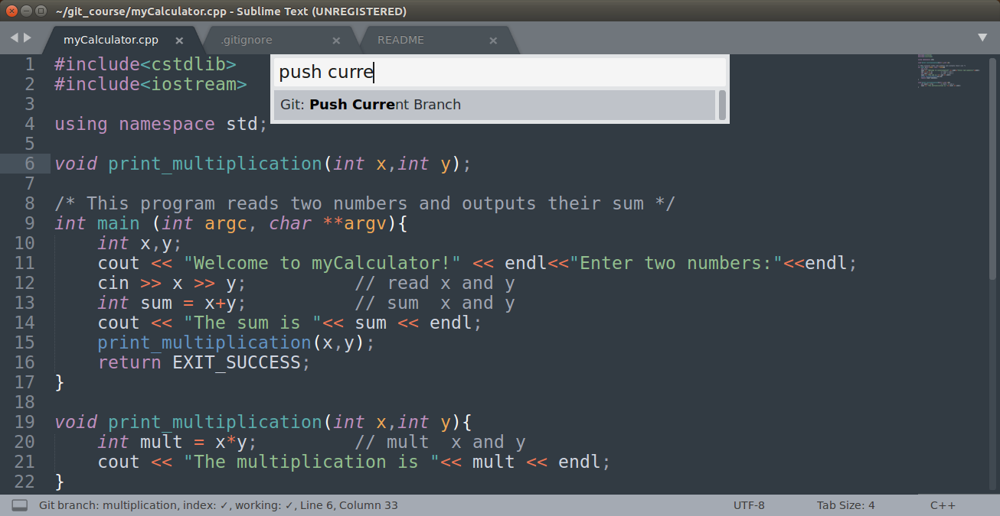 ~/git_course/myCalculator.cpp - Sublime Text (UNREGISTERED)
myCalculator.cpp × .gitignore × README ×
push curre
Git: Push Current Branch
1 #include<cstdlib>
2 #include<iostream>
3
4 using namespace std;
5
6 void print_multiplication(int x,int y);
7
8 /* This program reads two numbers and outputs their sum */
9 int main (int argc, char **argv){
10     int x,y;
11     cout << "Welcome to myCalculator!" << endl<<"Enter two numbers:"<<endl;
12     cin >> x >> y;          // read x and y
13     int sum = x+y;          // sum  x and y
14     cout << "The sum is "<< sum << endl;
15     print_multiplication(x,y);
16     return EXIT_SUCCESS;
17 }
18
19 void print_multiplication(int x,int y){
20     int mult = x*y;         // mult  x and y
21     cout << "The multiplication is "<< mult << endl;
22 }
Git branch: multiplication, index: ✓, working: ✓, Line 6, Column 33 UTF-8 Tab Size: 4 C++